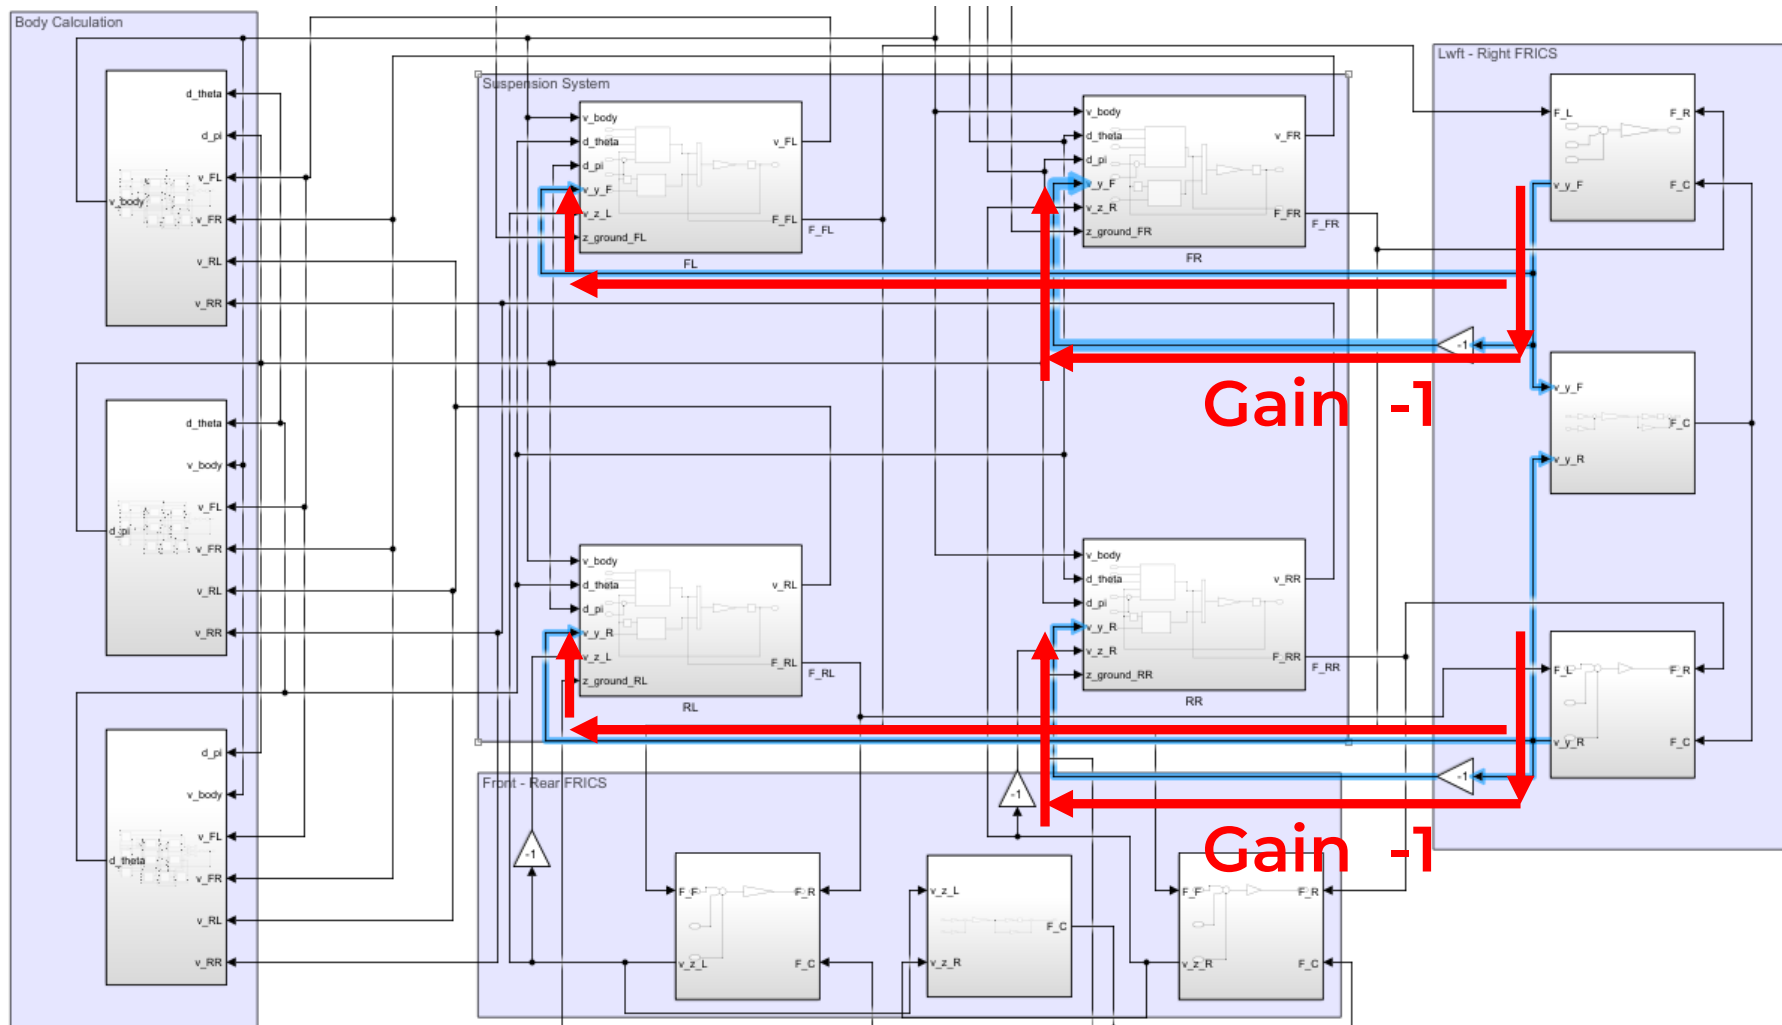 Body Calculation
d_theta
d_pi
v_FL
v_body
v_FR
v_RL
v_RR
d_theta
v_body
v_FL
d_pi
v_FR
v_RL
v_RR
d_pi
v_body
v_FL
d_theta
v_FR
v_RL
v_RR
Suspension System
v_body
d_theta
d_pi
v_y_F
v_z_L
z_ground_FL
v_FL
F_FL
F_FL
FL
v_body
d_theta
d_pi
v_y_F
v_z_R
z_ground_FR
v_FR
F_FR
F_FR
FR
v_body
d_theta
d_pi
v_y_R
v_z_L
z_ground_RL
v_RL
F_RL
F_RL
RL
v_body
d_theta
d_pi
v_y_R
v_z_R
z_ground_RR
v_RR
F_RR
F_RR
RR
Lwft - Right FRICS
F_L
F_R
v_y_F
F_C
-1
Gain -1
v_y_F
F_C
v_y_R
F_L
F_R
v_y_R
F_C
-1
Gain -1
Front - Rear FRICS
-1
-1
F_F
F_R
v_z_L
F_C
v_z_L
F_C
v_z_R
F_F
F_R
v_z_R
F_C